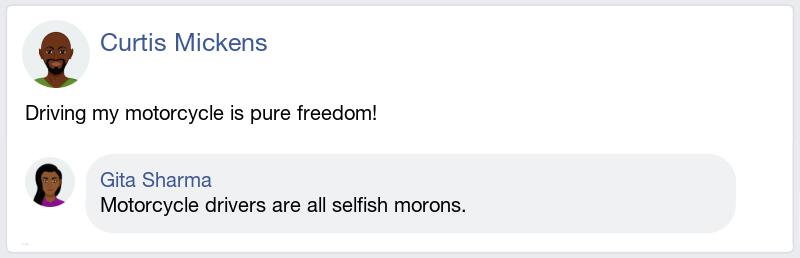 Curtis Mickens
Driving my motorcycle is pure freedom!
Gita Sharma
Motorcycle drivers are all selfish morons.